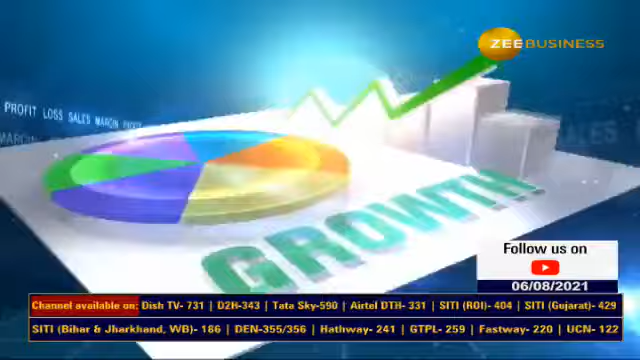 ZEEBUSINESS
PROFIT LOSS SALES MARGIN
SALES
GROWTH
Follow us on
06/08/2021
Channel available on: Dish TV- 731 | D2H-343 | Tata Sky-590 | Airtel DTH- 331 | SITI (ROI)- 404 | SITI (Gujarat)- 429
SITI (Bihar & Jharkhand, WB)- 186 | DEN-355/356 | Hathway- 241 | GTPL- 259 | Fastway- 220 | UCN- 122